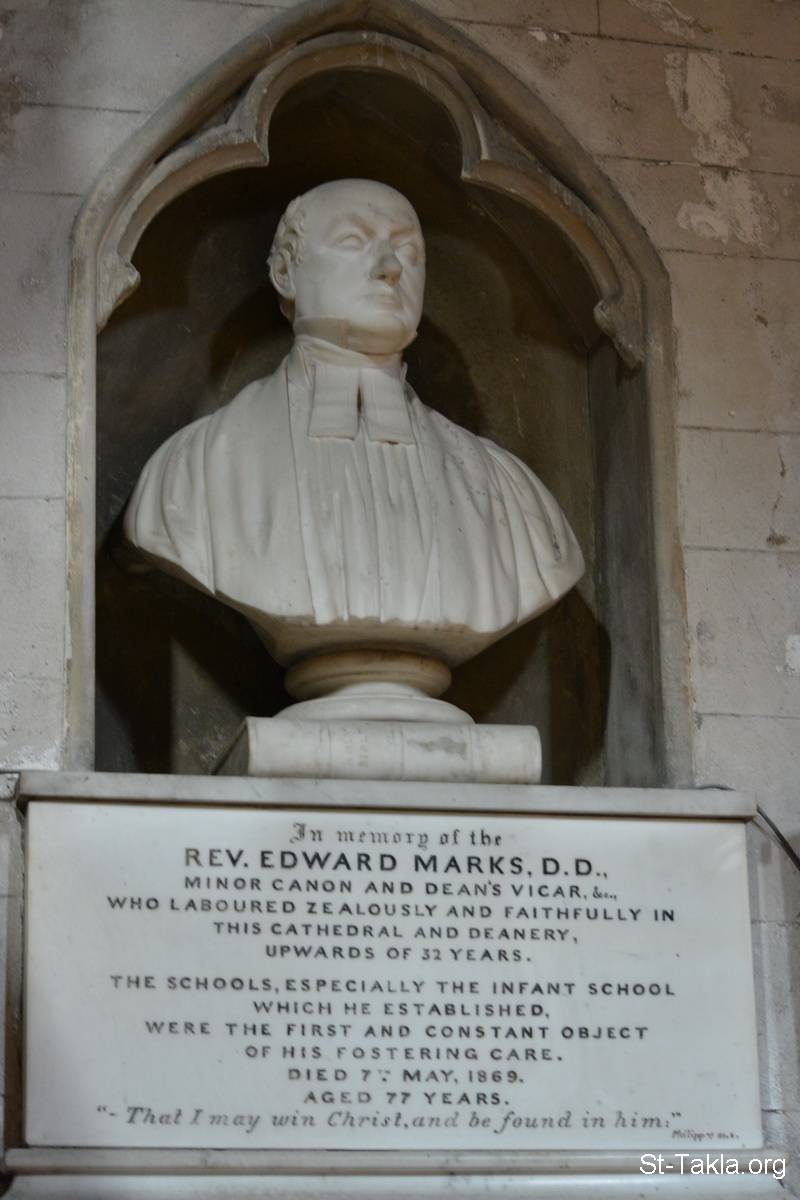 In memory of the
REV. EDWARD MARKS, D.D.,
MINOR CANON AND DEAN'S VICAR, &c.,
WHO LABOURED ZEALOUSLY AND FAITHFULLY IN
THIS CATHEDRAL AND DEANERY,
UPWARDS OF 32 YEARS.
THE SCHOOLS, ESPECIALLY THE INFANT SCHOOL
WHICH HE ESTABLISHED,
WERE THE FIRST AND CONSTANT OBJECT
OF HIS FOSTERING CARE.
DIED 7TH MAY, 1869.
AGED 77 YEARS.
"- That I may win Christ, and be found in him:"
St-Takla.org